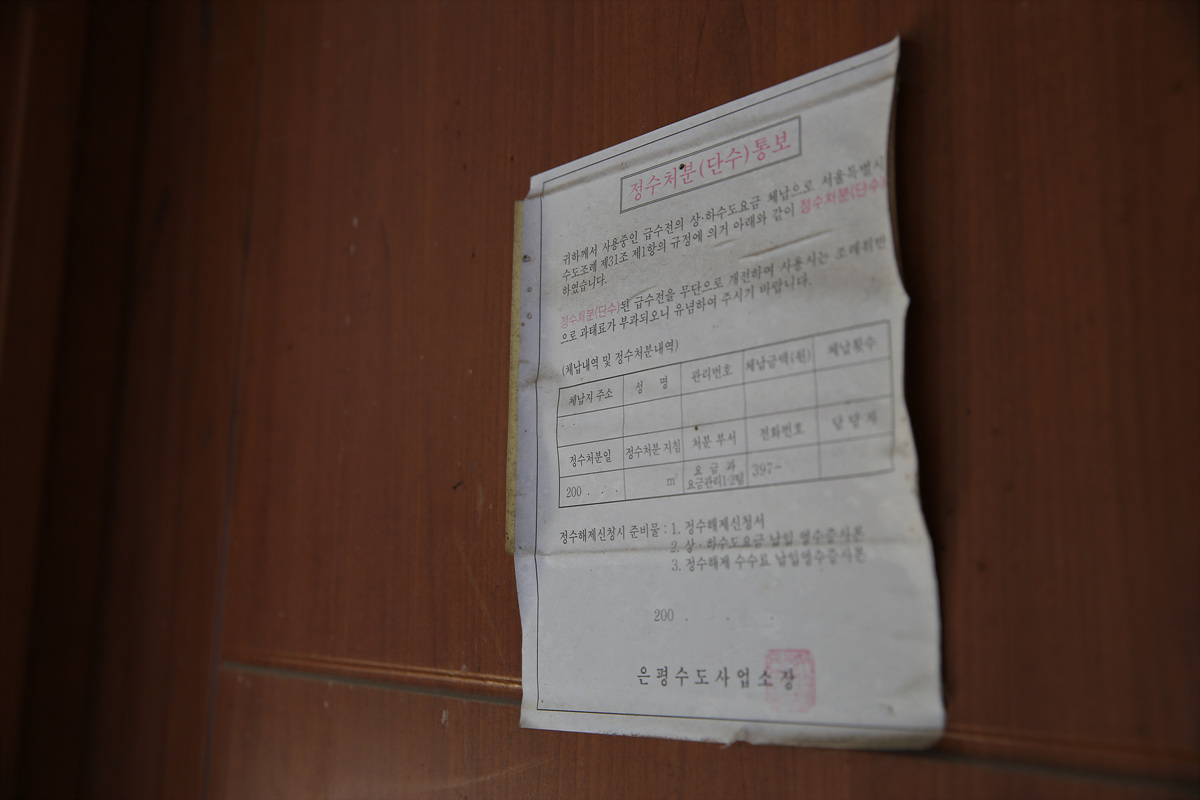 정수처분(단수)통보
귀하께서 사용중인 급수전의 상·하수도요금 체납으로 서울특별시
수도조례 제31조 제1항의 규정에 의거 아래와 같이 정수처분(단수)
하였습니다.
정수처분(단수)된 급수전을 무단으로 개전하여 사용시는 조례위반
으로 과태료가 부과되오니 유념하여 주시기 바랍니다.
(체납내역 및 정수처분내역)
체납지 주소 성 명 관리번호 체납금액(원) 체납횟수
정수처분일 정수처분 지침 처분 부서 전화번호 담 당 자
200 . . . ㎥ 요 금 과 397-
요금관리1·2팀
정수해제신청시 준비물 : 1. 정수해제신청서
2. 상·하수도요금 납입 영수증사본
3. 정수해제 수수료 납입영수증사본
200 . . .
은평수도사업소장